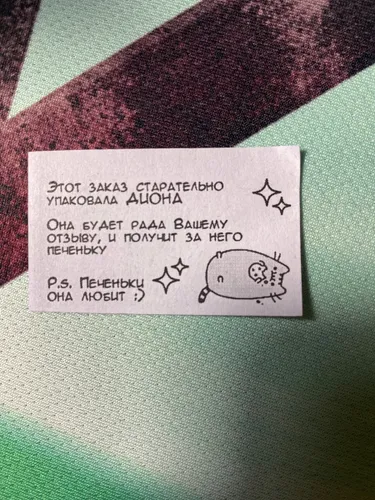 Этот заказ старательно
упаковала ДИОНА
Она будет рада Вашему
отзыву, и получит за него
печеньку
P.s. Печеньки
она любит :)